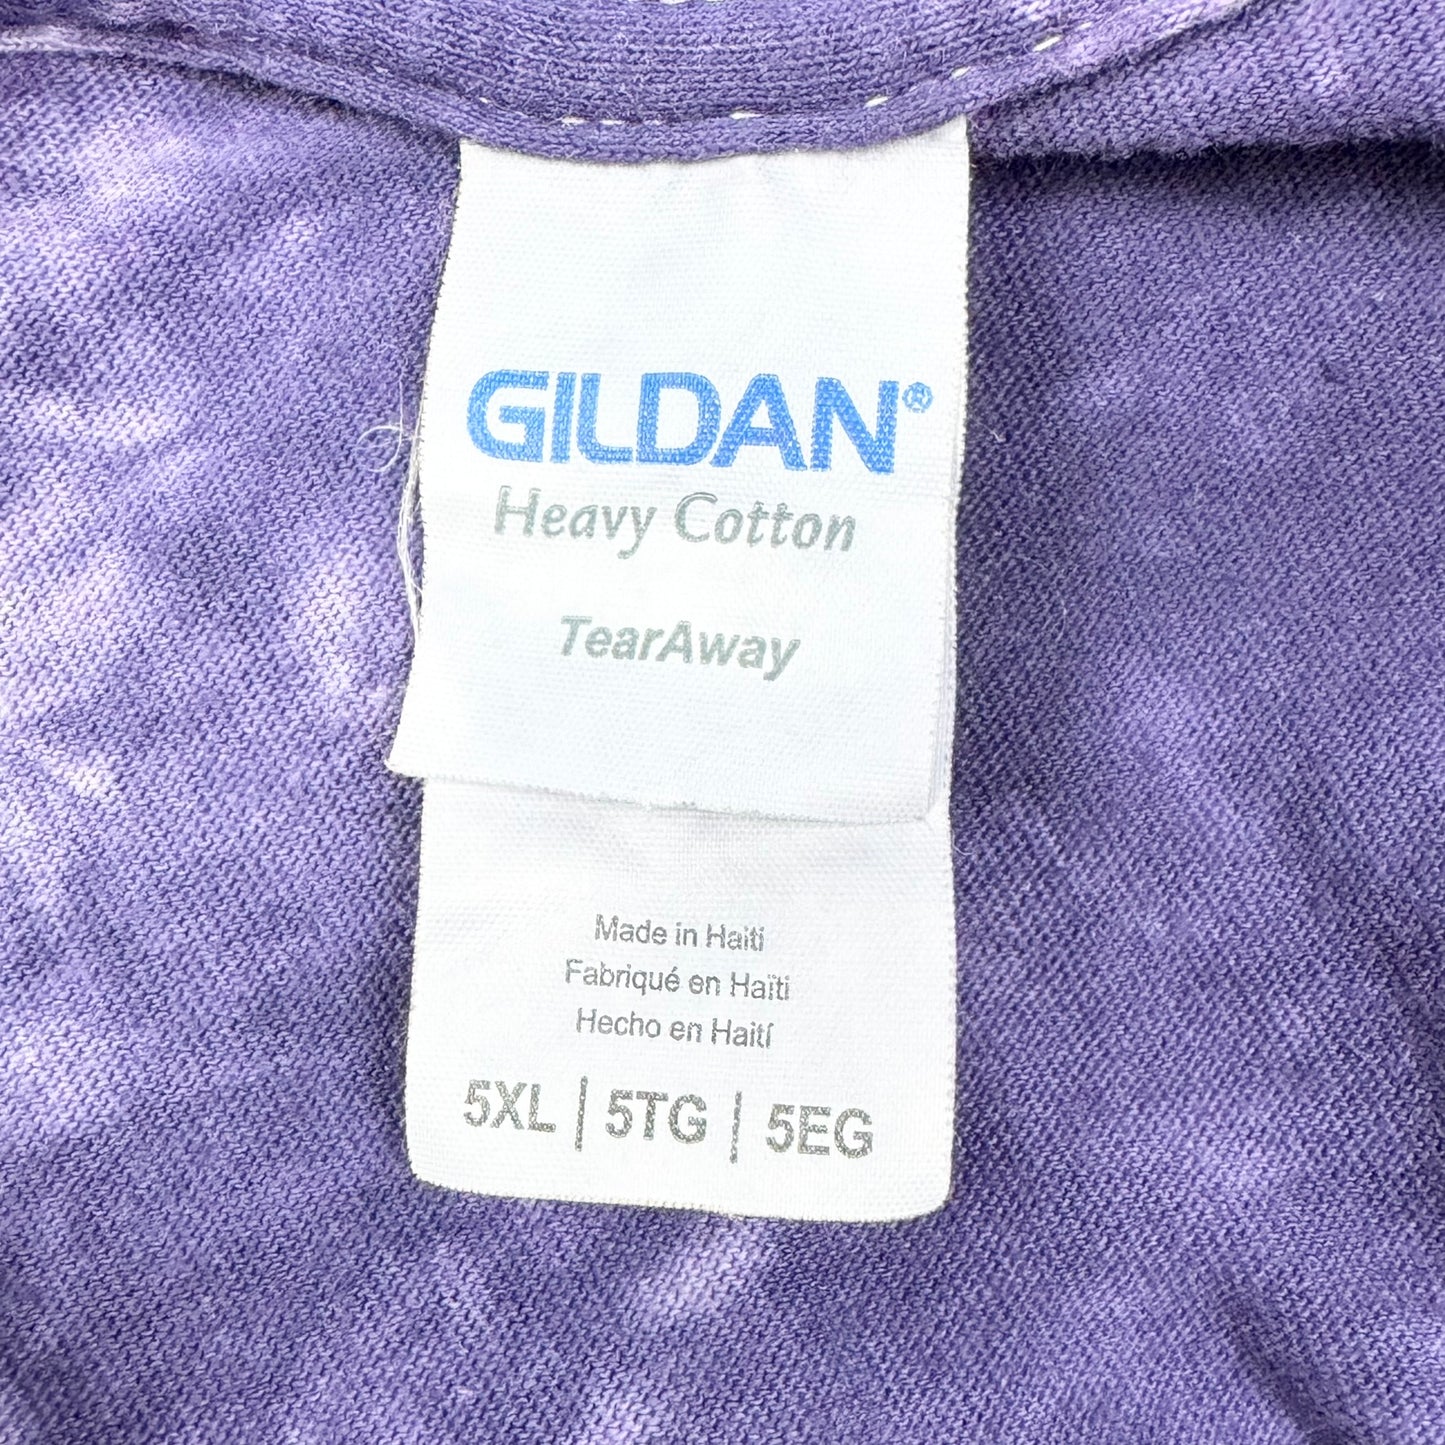 GILDAN®
Heavy Cotton
TearAway
Made in Haiti
Fabriqué en Haïti
Hecho en Haití
5XL | 5TG | 5EG